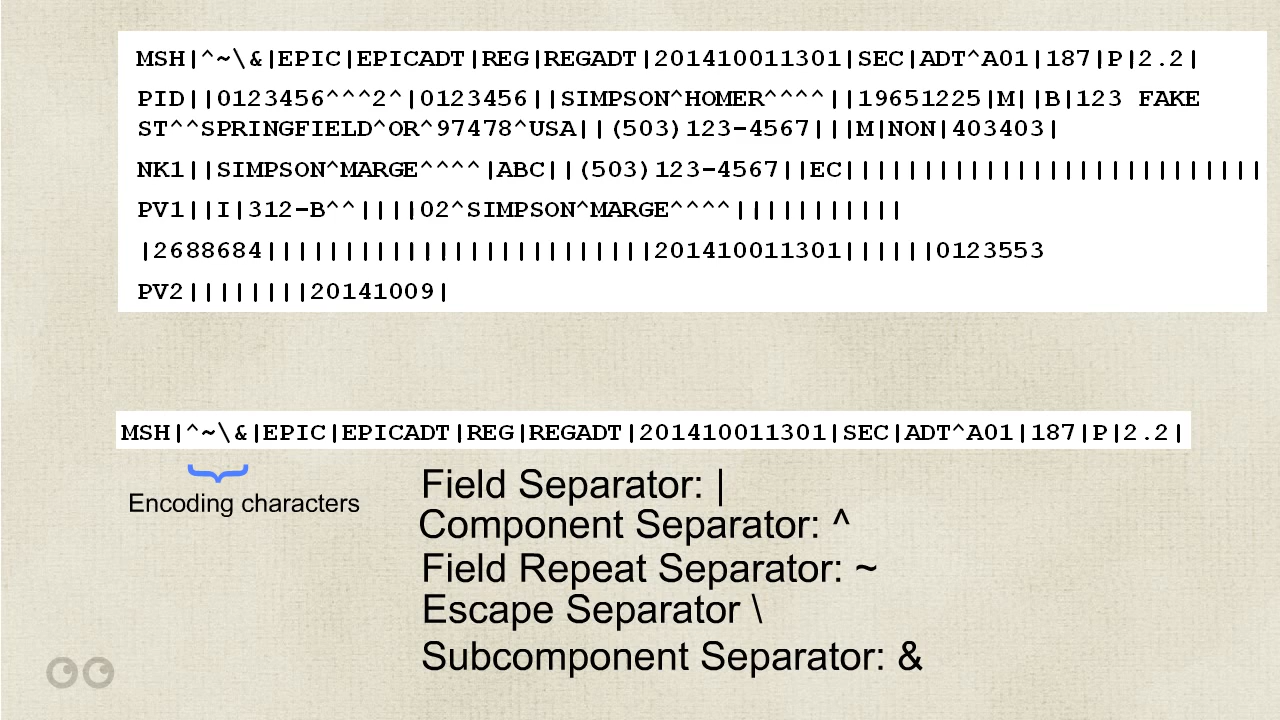 MSH|^~\&|EPIC|EPICADT|REG|REGADT|201410011301|SEC|ADT^A01|187|P|2.2|
PID||0123456^^^2^|0123456||SIMPSON^HOMER^^^^||19651225|M||B|123 FAKE
ST^^SPRINGFIELD^OR^97478^USA||(503)123-4567|||M|NON|403403|
NK1||SIMPSON^MARGE^^^^|ABC||(503)123-4567||EC|||||||||||||||||||||||||||
PV1||I|312-B^^||||02^SIMPSON^MARGE^^^^|||||||||||
|2688684|||||||||||||||||||||||||201410011301||||||0123553
PV2||||||||20141009|
MSH|^~\&|EPIC|EPICADT|REG|REGADT|201410011301|SEC|ADT^A01|187|P|2.2|
Encoding characters
Field Separator: |
Component Separator: ^
Field Repeat Separator: ~
Escape Separator \
Subcomponent Separator: &